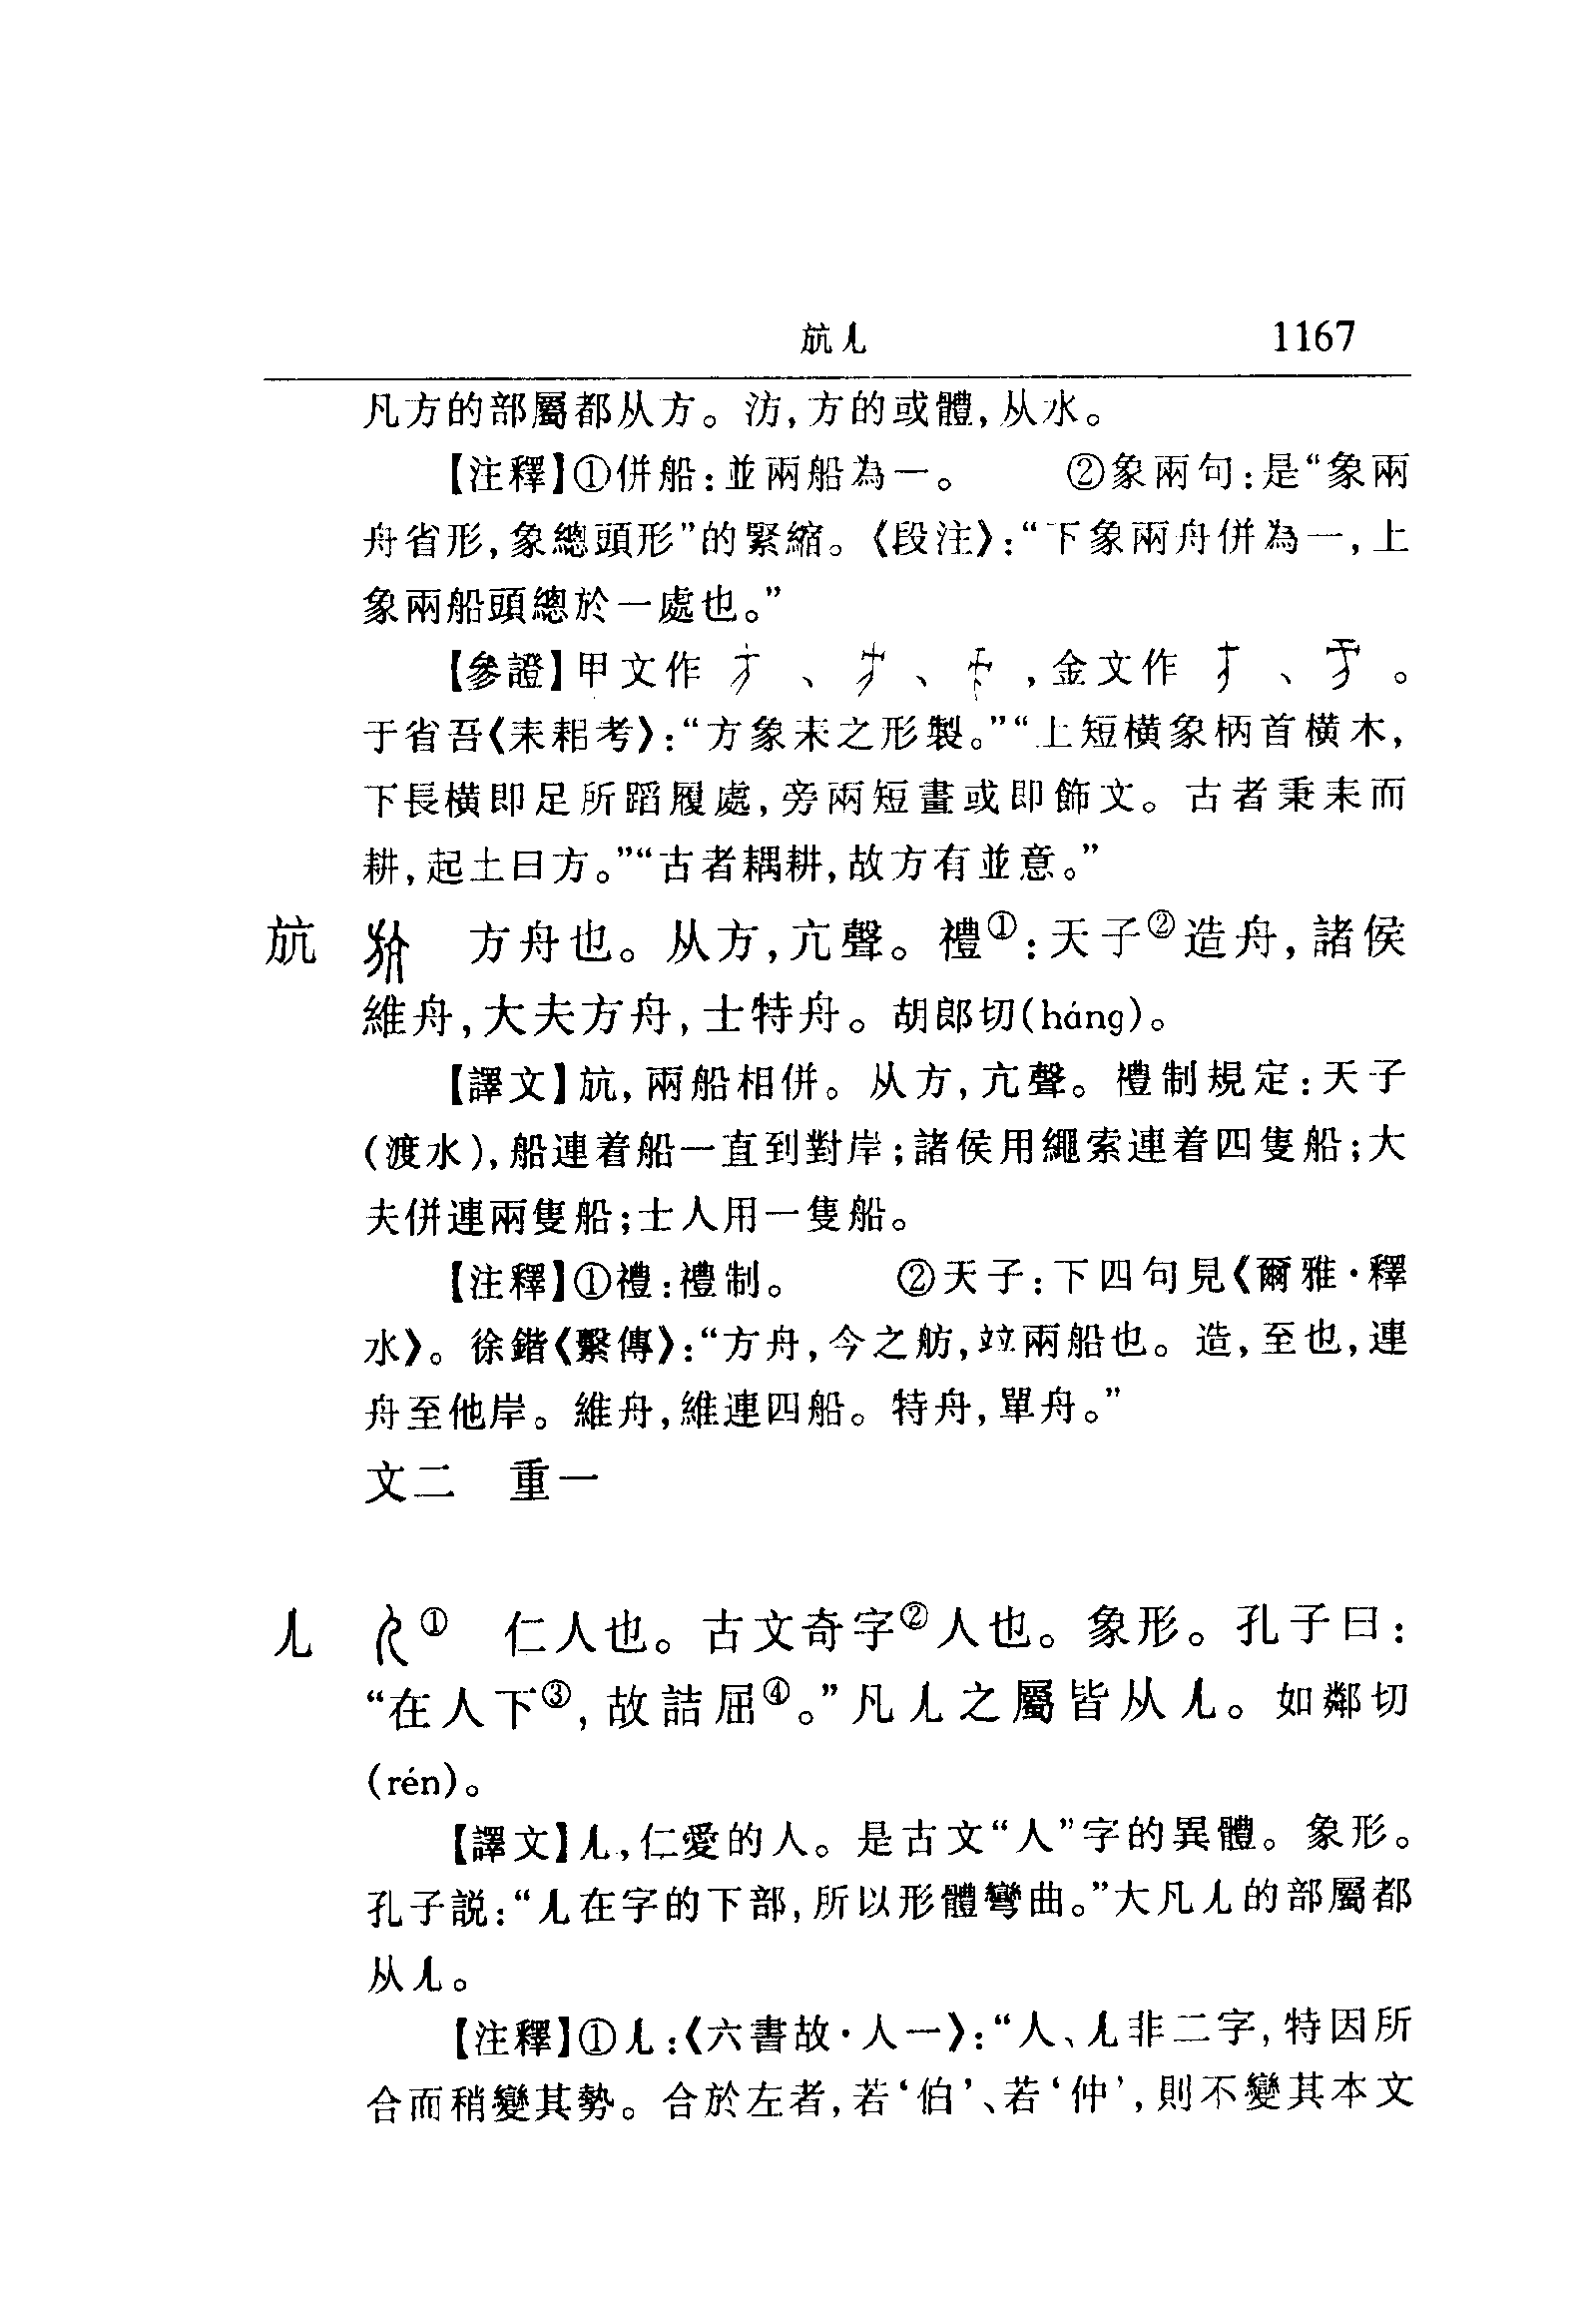 斻儿 1167
凡方的部屬都从方。汸,方的或體,从水。
【注釋】①併船:並兩船為一。 ②象兩句:是“象兩
舟省形,象總頭形”的緊縮。《段注》:“下象兩舟併為一,上
象兩船頭總於一處也。”
【參證】甲文作 、 、 ,金文作 、 。
于省吾《耒耜考》:“方象耒之形製。”“上短橫象柄首橫木,
下長橫即足所蹈履處,旁兩短畫或即飾文。古者秉耒而
耕,起土曰方。”“古者耦耕,故方有並意。”
斻 方舟也。从方,亢聲。禮①:天子②造舟,諸侯
維舟,大夫方舟,士特舟。胡郎切(háng)。
【譯文】斻,兩船相併。从方,亢聲。禮制規定:天子
(渡水),船連着船一直到對岸;諸侯用繩索連着四隻船;大
夫併連兩隻船;士人用一隻船。
【注釋】①禮:禮制。 ②天子:下四句見《爾雅·釋
水》。徐鍇《繫傳》:“方舟,今之舫,竝兩船也。造,至也,連
舟至他岸。維舟,維連四船。特舟,單舟。”
文二 重一
儿 ① 仁人也。古文奇字②人也。象形。孔子曰:
“在人下③,故詰屈④。”凡儿之屬皆从儿。如鄰切
(rén)。
【譯文】儿,仁愛的人。是古文“人”字的異體。象形。
孔子説:“儿在字的下部,所以形體彎曲。”大凡儿的部屬都
从儿。
【注釋】①儿:《六書故·人一》:“人、儿非二字,特因所
合而稍變其勢。合於左者,若‘伯’、若‘仲’,則不變其本文